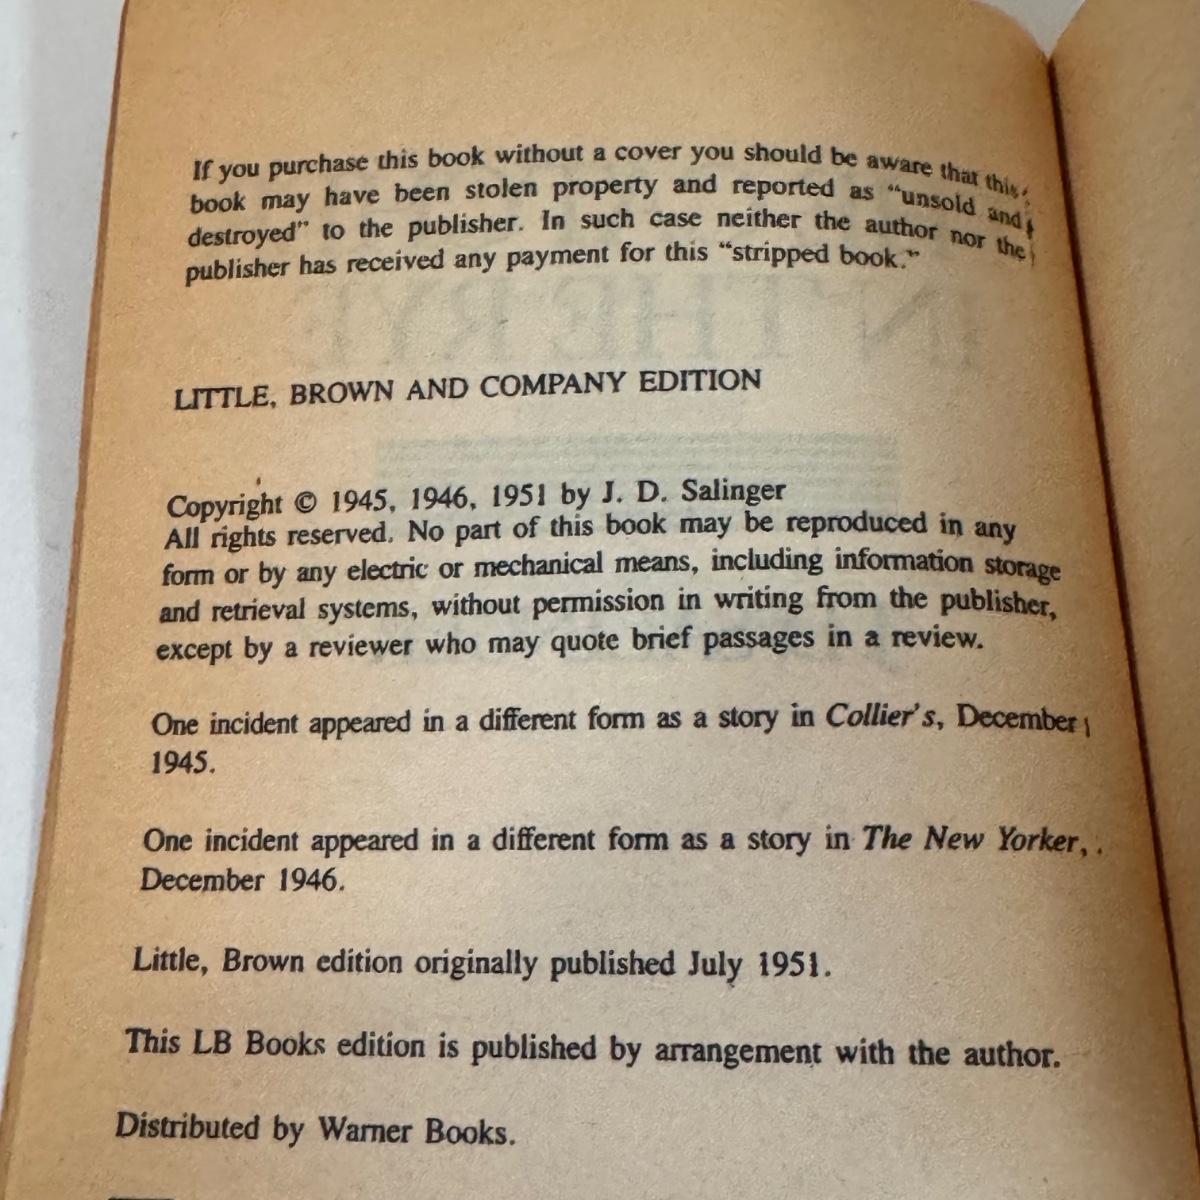 If you purchase this book without a cover you should be aware that this
book may have been stolen property and reported as "unsold and
destroyed" to the publisher. In such case neither the author nor the
publisher has received any payment for this "stripped book."
IN THE RYE
LITTLE, BROWN AND COMPANY EDITION
Copyright © 1945, 1946, 1951 by J. D. Salinger
All rights reserved. No part of this book may be reproduced in any
form or by any electric or mechanical means, including information storage
and retrieval systems, without permission in writing from the publisher,
except by a reviewer who may quote brief passages in a review.
One incident appeared in a different form as a story in Collier's, December
1945.
One incident appeared in a different form as a story in The New Yorker,
December 1946.
Little, Brown edition originally published July 1951.
This LB Books edition is published by arrangement with the author.
Distributed by Warner Books.